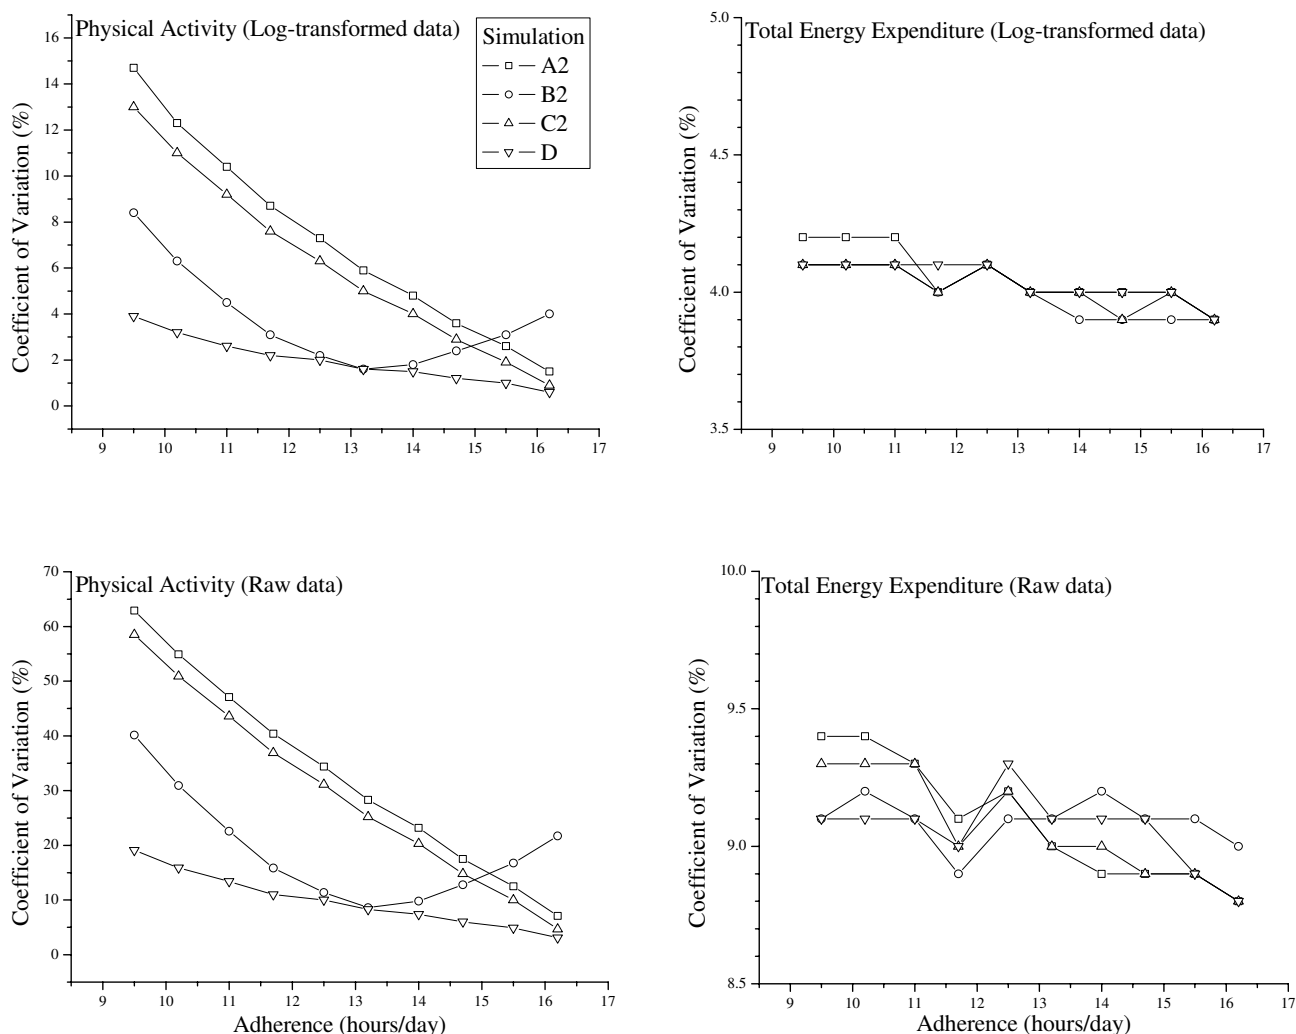 Physical Activity (Log-transformed data)
Simulation
A2
B2
C2
D
Coefficient of Variation (%)
16
14
12
10
8
6
4
2
0
9 10 11 12 13 14 15 16 17
Total Energy Expenditure (Log-transformed data)
Coefficient of Variation (%)
5.0
4.5
4.0
3.5
9 10 11 12 13 14 15 16 17
Physical Activity (Raw data)
Coefficient of Variation (%)
70
60
50
40
30
20
10
0
9 10 11 12 13 14 15 16 17
Adherence (hours/day)
Total Energy Expenditure (Raw data)
Coefficient of Variation (%)
10.0
9.5
9.0
8.5
9 10 11 12 13 14 15 16 17
Adherence (hours/day)